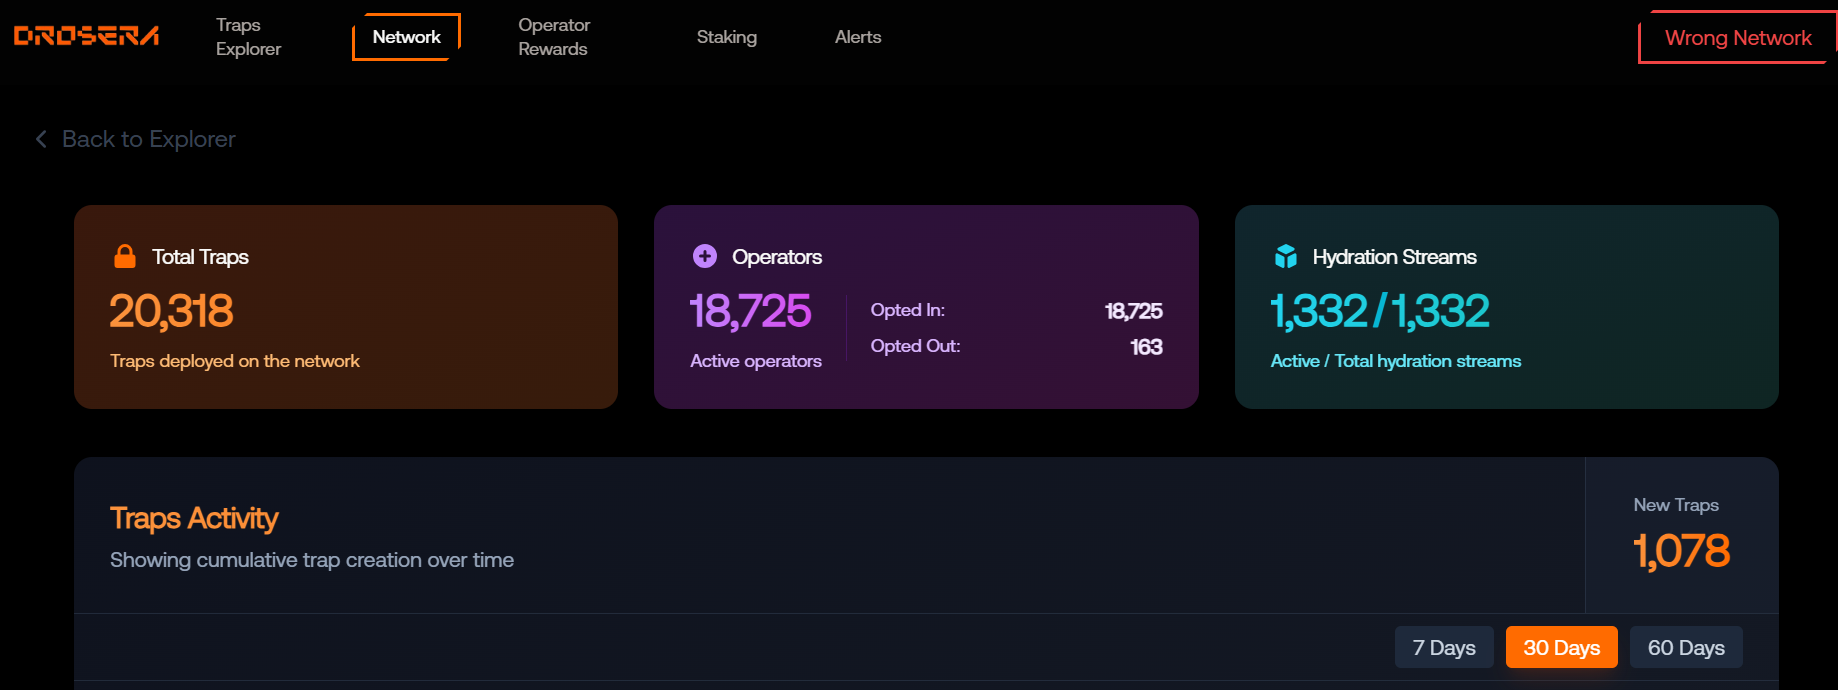 DROSERA
Traps
Explorer
Network
Operator
Rewards
Staking
Alerts
Wrong Network
Back to Explorer
Total Traps
20,318
Traps deployed on the network
Operators
18,725
Active operators
Opted In: 18,725
Opted Out: 163
Hydration Streams
1,332 / 1,332
Active / Total hydration streams
Traps Activity
Showing cumulative trap creation over time
New Traps
1,078
7 Days
30 Days
60 Days